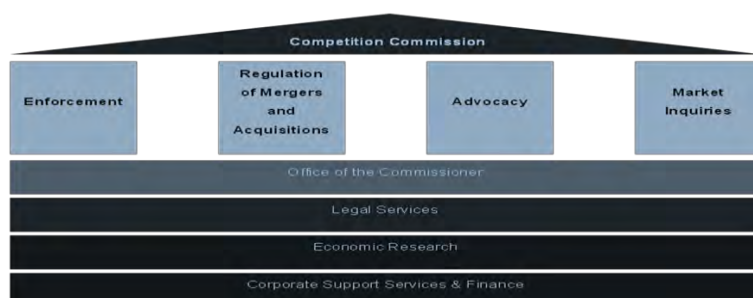 Competition Commission
Enforcement
Regulation
of Mergers
and
Acquisitions
Advocacy
Market
Inquiries
Office of the Commissioner
Legal Services
Economic Research
Corporate Support Services & Finance